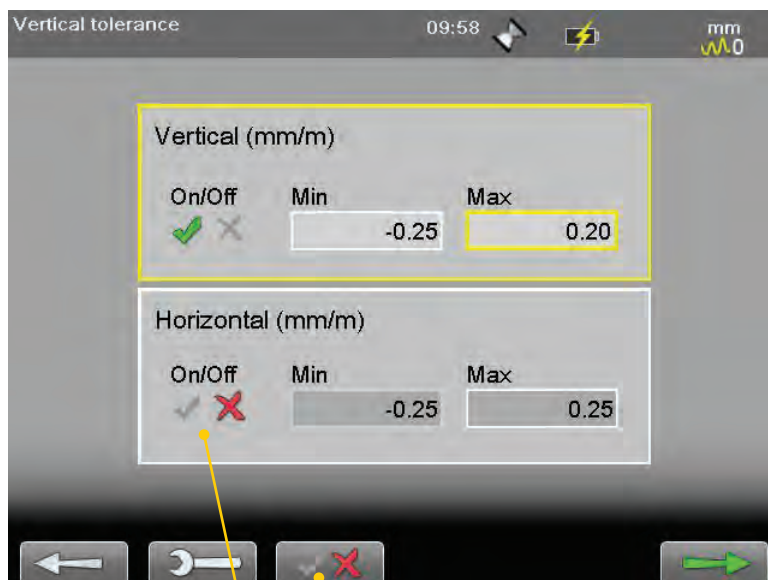 Vertical tolerance 09:58 mm
0
Vertical (mm/m)
On/Off Min Max
-0.25 0.20
Horizontal (mm/m)
On/Off Min Max
-0.25 0.25